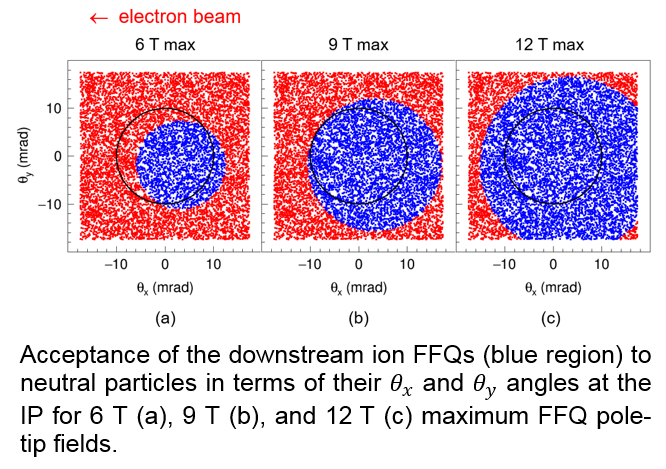 ← electron beam
6 T max 9 T max 12 T max
10
0
−10
θy (mrad)
−10 0 10 −10 0 10 −10 0 10
θx (mrad) θx (mrad) θx (mrad)
(a) (b) (c)
Acceptance of the downstream ion FFQs (blue region) to
neutral particles in terms of their θx and θy angles at the
IP for 6 T (a), 9 T (b), and 12 T (c) maximum FFQ pole-
tip fields.